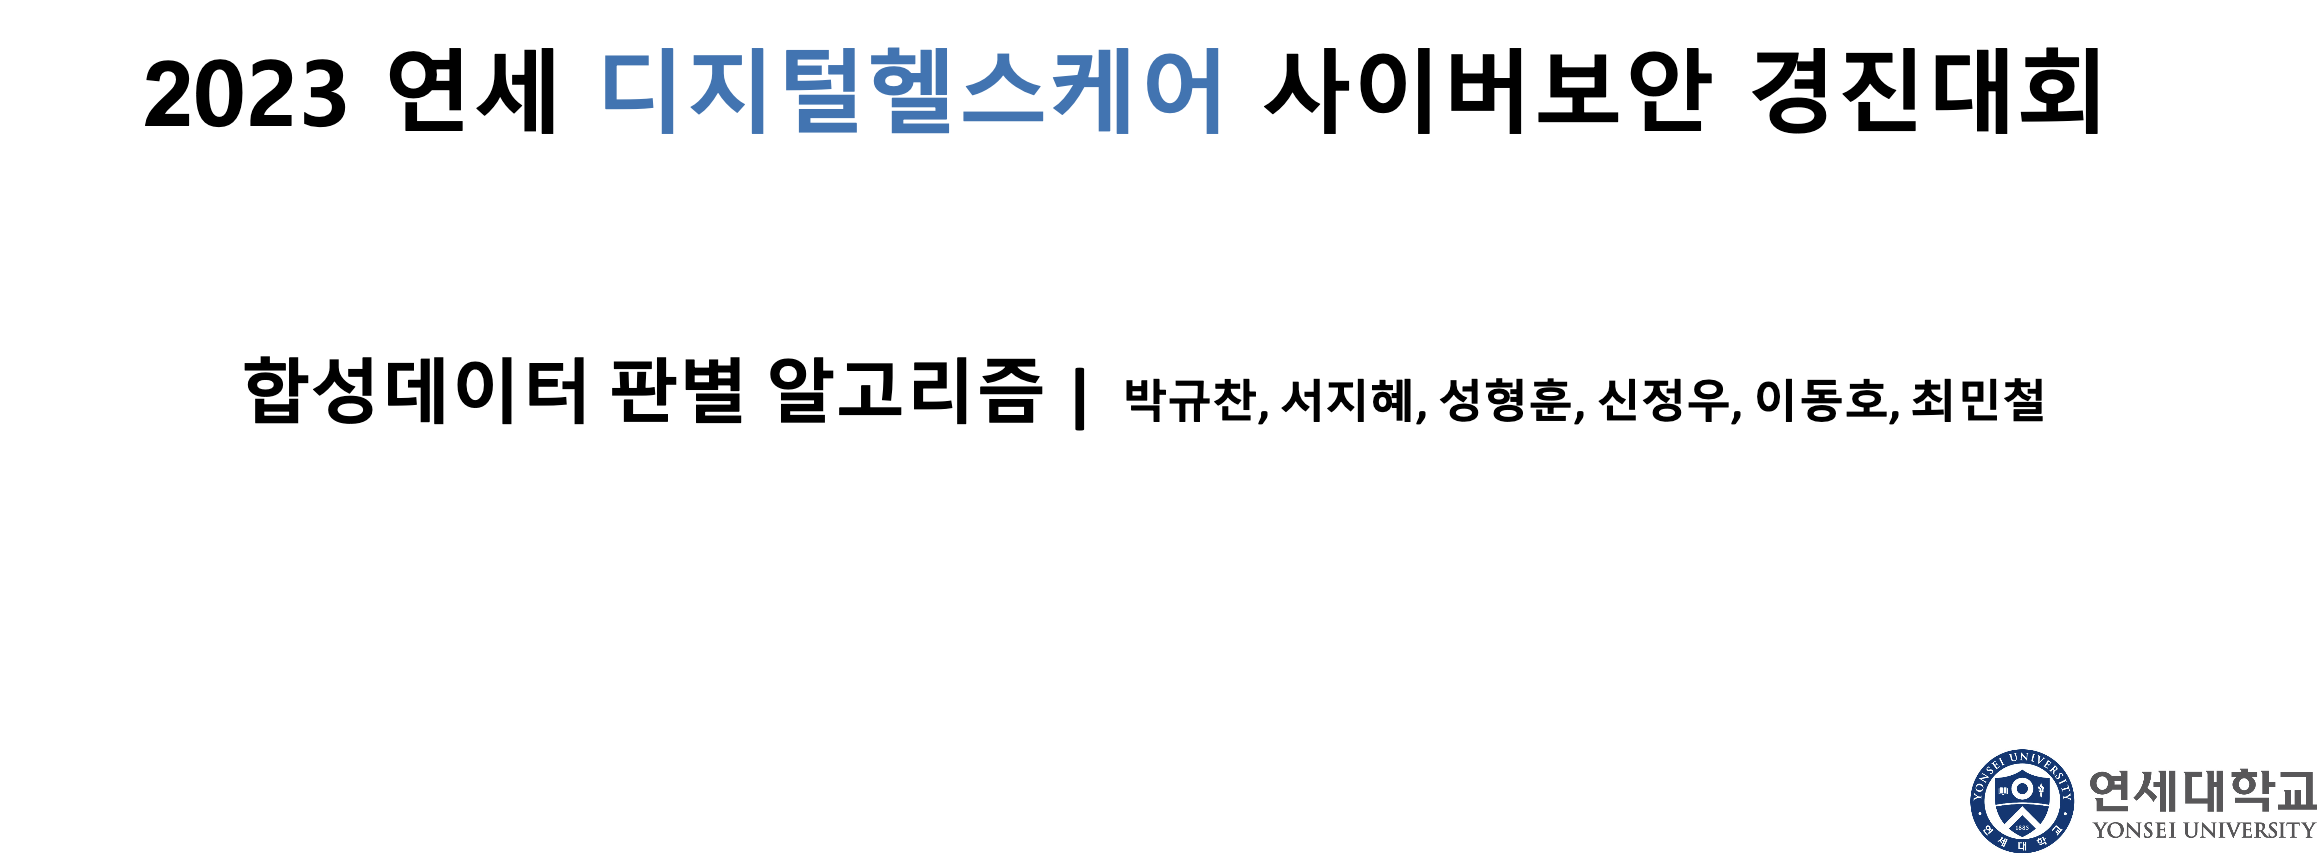 2023 연세 디지털헬스케어 사이버보안 경진대회
합성데이터 판별 알고리즘 | 박규찬, 서지혜, 성형훈, 신정우, 이동호, 최민철
YONSEI UNIVERSITY
1885
연세대학교
연세대학교
YONSEI UNIVERSITY